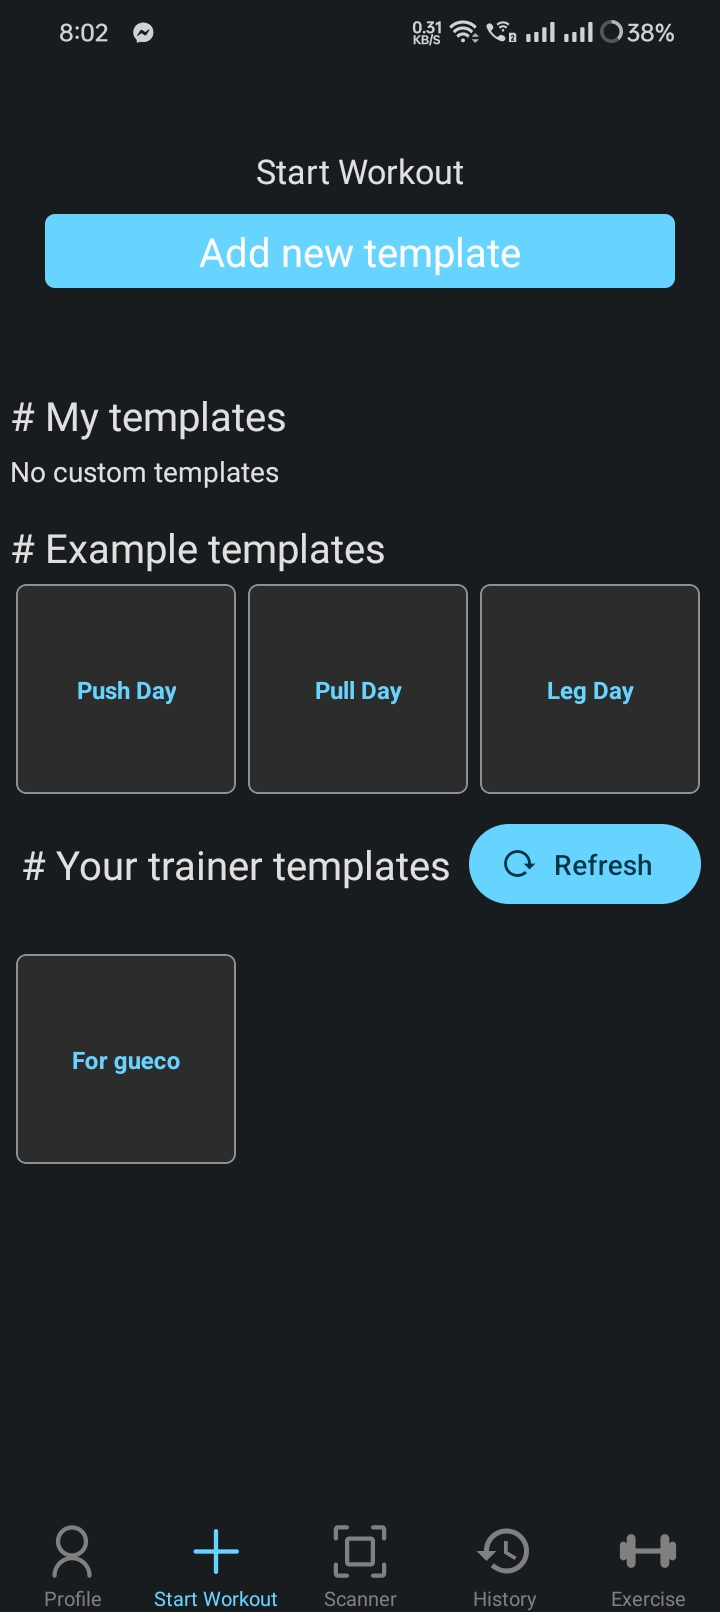 8:02
0.31 KB/S
2
38%
Start Workout
Add new template
# My templates
No custom templates
# Example templates
Push Day
Pull Day
Leg Day
# Your trainer templates
Refresh
For gueco
Profile
Start Workout
Scanner
History
Exercise